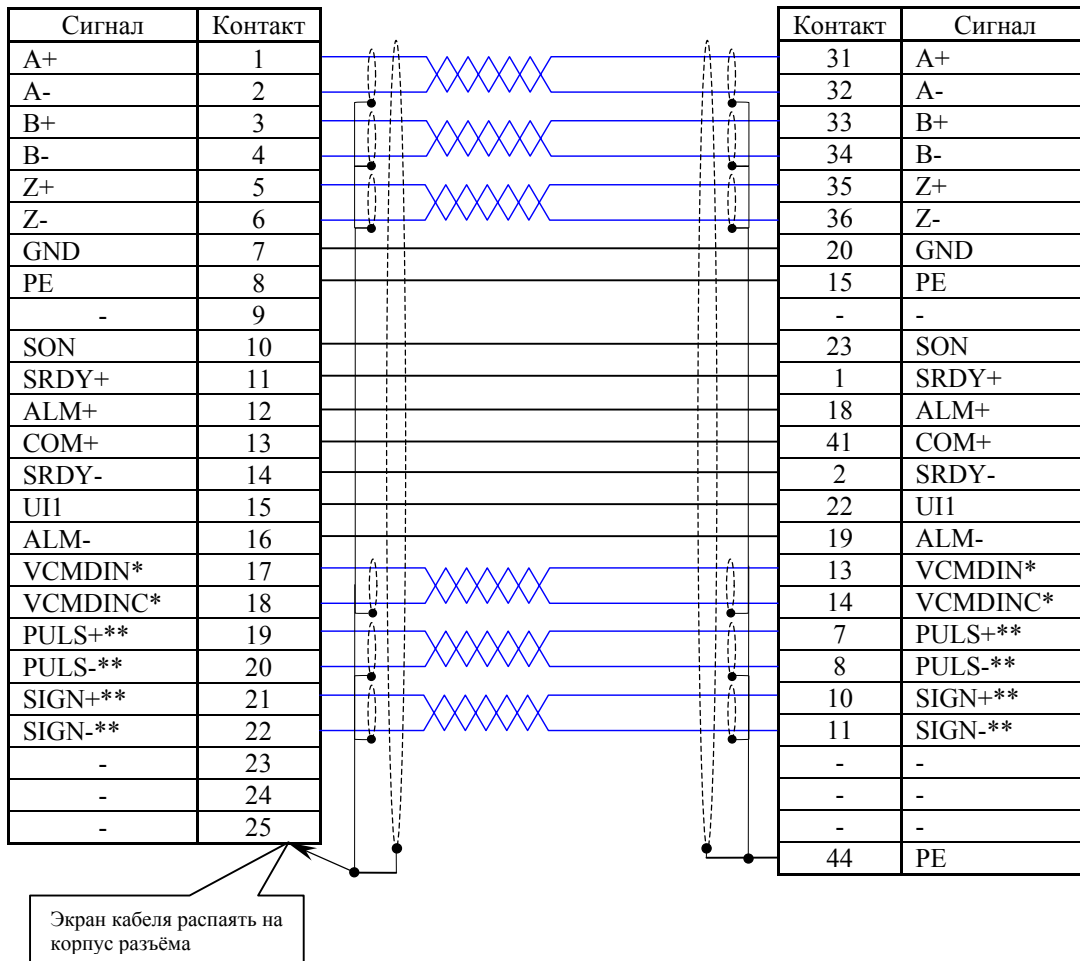 Сигнал Контакт Контакт Сигнал
A+ 1 31 A+
A- 2 32 A-
B+ 3 33 B+
B- 4 34 B-
Z+ 5 35 Z+
Z- 6 36 Z-
GND 7 20 GND
PE 8 15 PE
- 9 - -
SON 10 23 SON
SRDY+ 11 1 SRDY+
ALM+ 12 18 ALM+
COM+ 13 41 COM+
SRDY- 14 2 SRDY-
UI1 15 22 UI1
ALM- 16 19 ALM-
VCMDIN* 17 13 VCMDIN*
VCMDINC* 18 14 VCMDINC*
PULS+** 19 7 PULS+**
PULS-** 20 8 PULS-**
SIGN+** 21 10 SIGN+**
SIGN-** 22 11 SIGN-**
- 23 - -
- 24 - -
- 25 - -
44 PE
Экран кабеля распаять на
корпус разъёма